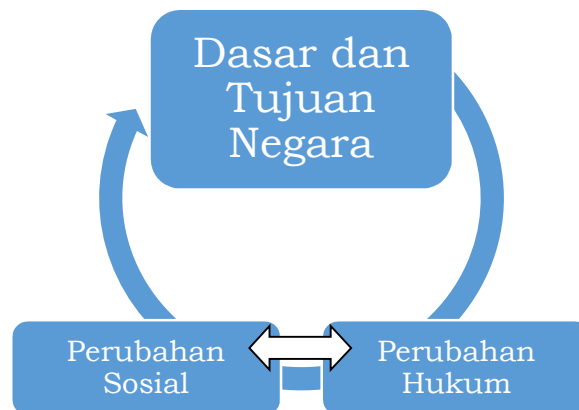 Dasar dan
Tujuan
Negara
Perubahan
Sosial
Perubahan
Hukum